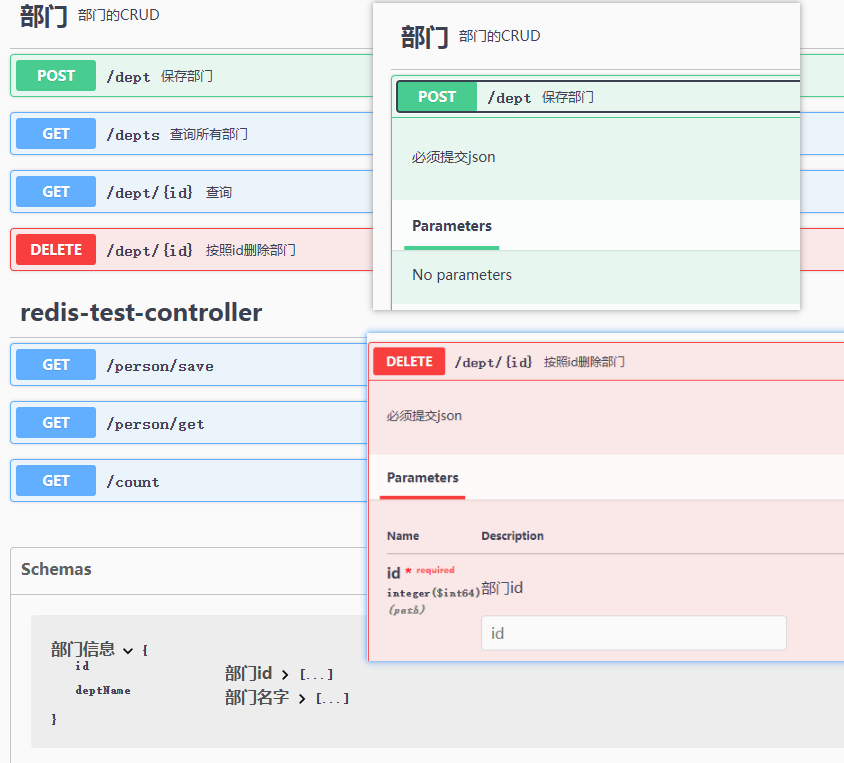 部门 部门的CRUD
POST /dept 保存部门
GET /depts 查询所有部门
GET /dept/{id} 查询
DELETE /dept/{id} 按照id删除部门
redis-test-controller
GET /person/save
GET /person/get
GET /count
Schemas
部门信息 {
id 部门id > [...]
deptName 部门名字 > [...]
}
部门 部门的CRUD
POST /dept 保存部门
必须提交json
Parameters
No parameters
DELETE /dept/{id} 按照id删除部门
必须提交json
Parameters
Name Description
id * required
integer($int64) 部门id
(path)
id